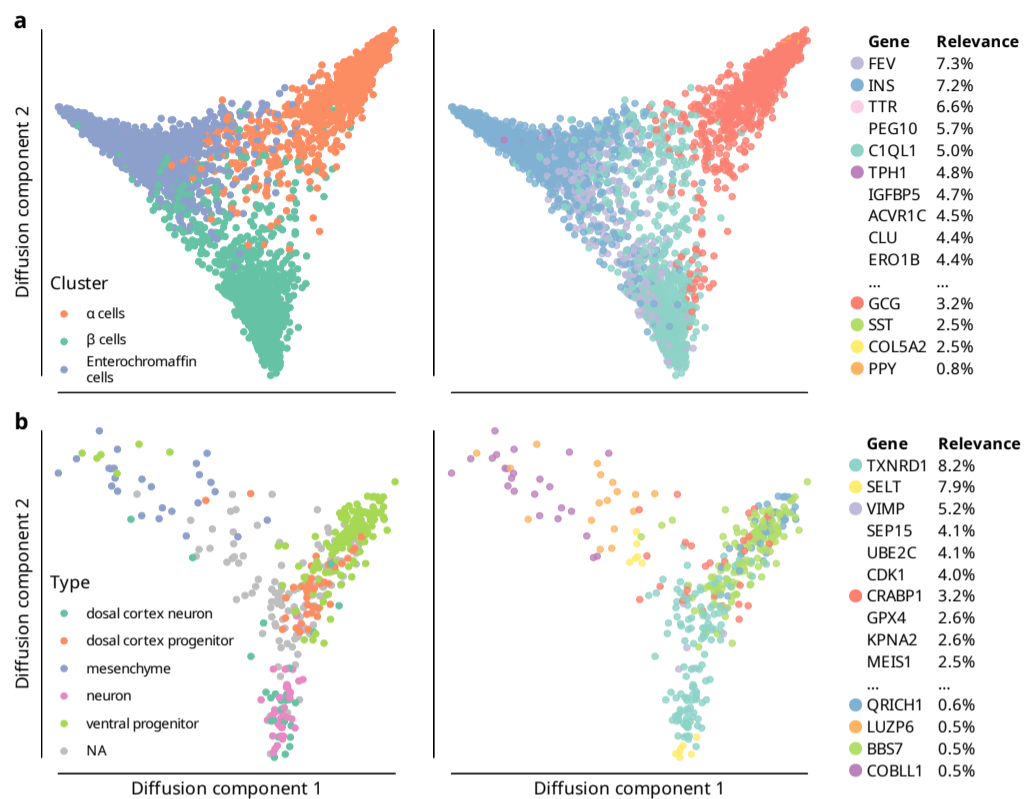 a
Diffusion component 2
Cluster
α cells
β cells
Enterochromaffin
cells
Gene Relevance
FEV 7.3%
INS 7.2%
TTR 6.6%
PEG10 5.7%
C1QL1 5.0%
TPH1 4.8%
IGFBP5 4.7%
ACVR1C 4.5%
CLU 4.4%
ERO1B 4.4%
... ...
GCG 3.2%
SST 2.5%
COL5A2 2.5%
PPY 0.8%
b
Diffusion component 2
Type
dosal cortex neuron
dosal cortex progenitor
mesenchyme
neuron
ventral progenitor
NA
Diffusion component 1
Diffusion component 1
Gene Relevance
TXNRD1 8.2%
SELT 7.9%
VIMP 5.2%
SEP15 4.1%
UBE2C 4.1%
CDK1 4.0%
CRABP1 3.2%
GPX4 2.6%
KPNA2 2.6%
MEIS1 2.5%
... ...
QRICH1 0.6%
LUZP6 0.5%
BBS7 0.5%
COBLL1 0.5%